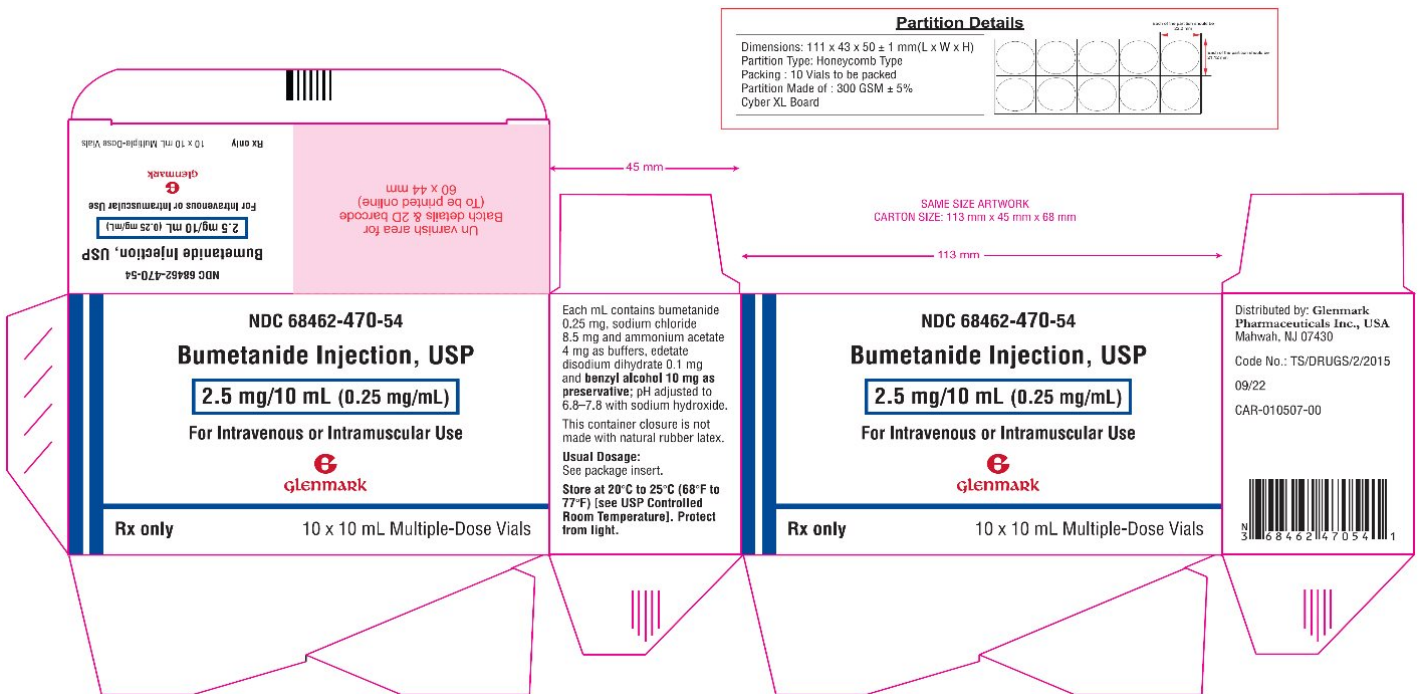 Partition Details
Dimensions: 111 x 43 x 50 ± 1 mm(L x W x H)
Partition Type: Honeycomb Type
Packing : 10 Vials to be packed
Partition Made of : 300 GSM ± 5%
Cyber XL Board
Each of the partition should be
Each of the partition should be
Rx only 10 x 10 mL Multiple-Dose Vials
glenmark
For Intravenous or Intramuscular Use
2.5 mg/10 mL (0.25 mg/mL)
Bumetanide Injection, USP
NDC 68462-470-54
Un varnish area for
Batch details & 2D barcode
(To be printed online)
60 x 44 mm
45 mm
SAME SIZE ARTWORK
CARTON SIZE: 113 mm x 45 mm x 68 mm
113 mm
NDC 68462-470-54
Bumetanide Injection, USP
2.5 mg/10 mL (0.25 mg/mL)
For Intravenous or Intramuscular Use
glenmark
Rx only 10 x 10 mL Multiple-Dose Vials
Each mL contains bumetanide
0.25 mg, sodium chloride
8.5 mg and ammonium acetate
4 mg as buffers, edetate
disodium dihydrate 0.1 mg
and benzyl alcohol 10 mg as
preservative; pH adjusted to
6.8–7.8 with sodium hydroxide.
This container closure is not
made with natural rubber latex.
Usual Dosage:
See package insert.
Store at 20°C to 25°C (68°F to
77°F) [see USP Controlled
Room Temperature]. Protect
from light.
NDC 68462-470-54
Bumetanide Injection, USP
2.5 mg/10 mL (0.25 mg/mL)
For Intravenous or Intramuscular Use
glenmark
Rx only 10 x 10 mL Multiple-Dose Vials
Distributed by: Glenmark
Pharmaceuticals Inc., USA
Mahwah, NJ 07430
Code No.: TS/DRUGS/2/2015
09/22
CAR-010507-00
N
3 68462 47054 1